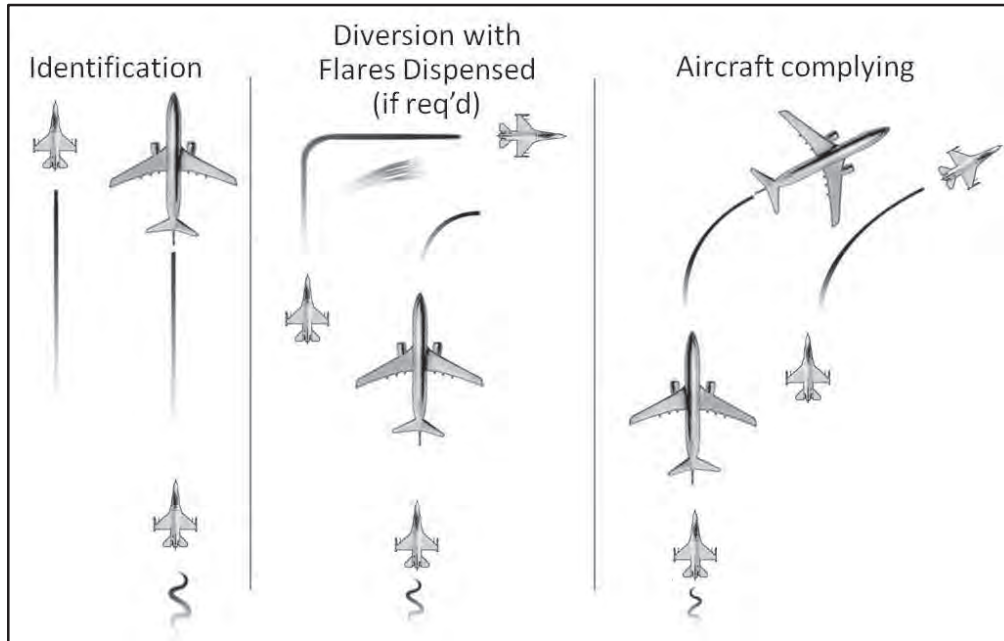 Identification
Diversion with
Flares Dispensed
(if req'd)
Aircraft complying